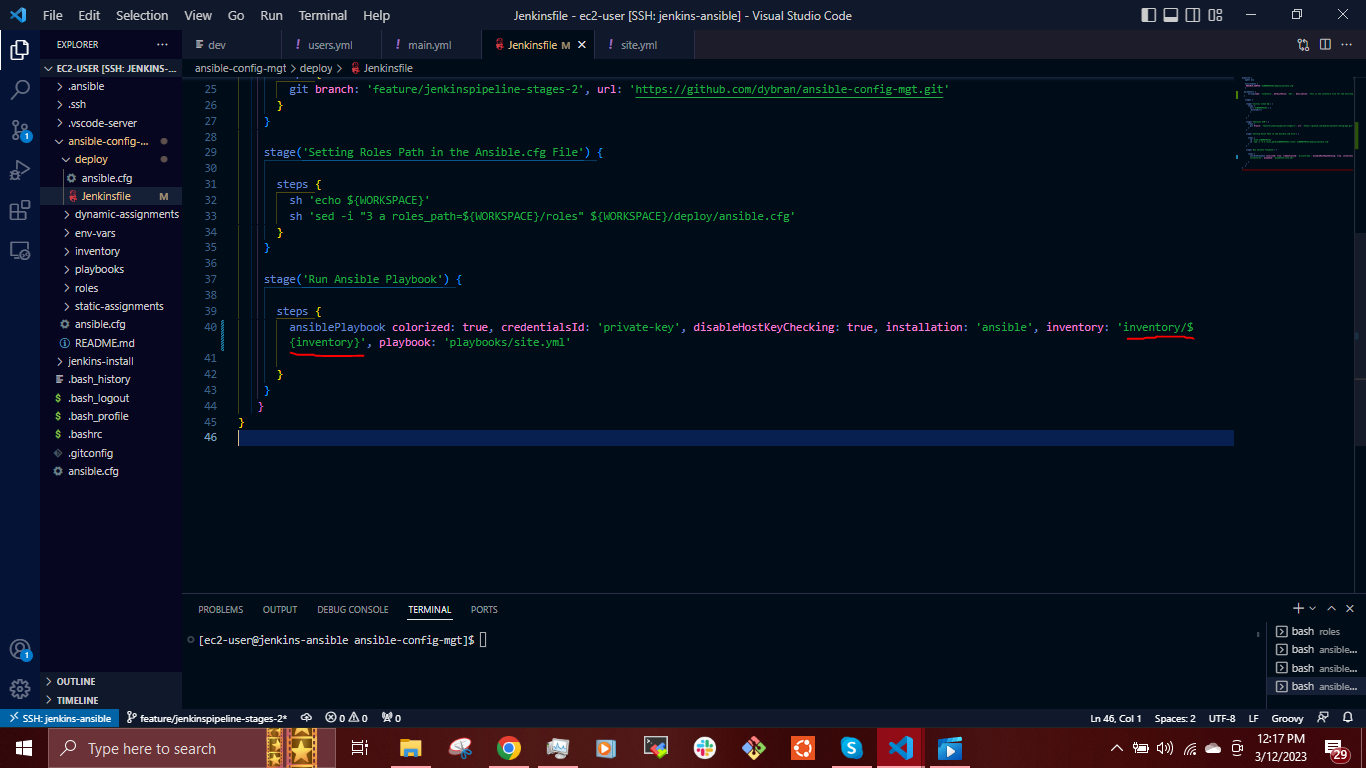 File Edit Selection View Go Run Terminal Help
Jenkinsfile - ec2-user [SSH: jenkins-ansible] - Visual Studio Code
EXPLORER ···
dev
! users.yml
! main.yml
Jenkinsfile M ×
! site.yml
EC2-USER [SSH: JENKINS-...
ansible-config-mgt > deploy > Jenkinsfile
.ansible
.ssh
.vscode-server
ansible-config-...
deploy
ansible.cfg
Jenkinsfile M
dynamic-assignments
env-vars
inventory
playbooks
roles
static-assignments
ansible.cfg
README.md
jenkins-install
.bash_history
$ .bash_logout
$ .bash_profile
$ .bashrc
.gitconfig
ansible.cfg
OUTLINE
TIMELINE
25 git branch: 'feature/jenkinspipeline-stages-2', url: 'https://github.com/dybran/ansible-config-mgt.git'
26 }
27 }
28
29 stage('Setting Roles Path in the Ansible.cfg File') {
30
31 steps {
32 sh 'echo ${WORKSPACE}'
33 sh 'sed -i "3 a roles_path=${WORKSPACE}/roles" ${WORKSPACE}/deploy/ansible.cfg'
34 }
35 }
36
37 stage('Run Ansible Playbook') {
38
39 steps {
40 ansiblePlaybook colorized: true, credentialsId: 'private-key', disableHostKeyChecking: true, installation: 'ansible', inventory: 'inventory/$
{inventory}', playbook: 'playbooks/site.yml'
41
42 }
43 }
44 }
45 }
46
PROBLEMS OUTPUT DEBUG CONSOLE TERMINAL PORTS
[ec2-user@jenkins-ansible ansible-config-mgt]$
bash roles
bash ansible...
bash ansible...
bash ansible...
1
1
SSH: jenkins-ansible feature/jenkinspipeline-stages-2* 0 0 0
Ln 46, Col 1 Spaces: 2 UTF-8 LF Groovy
Type here to search
12:17 PM
3/12/2023
29